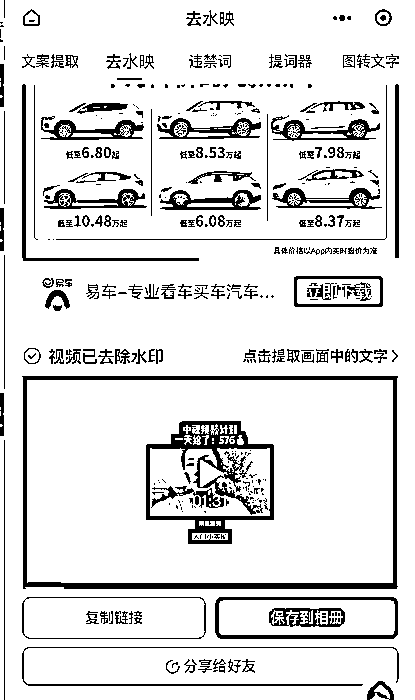 去水映
文案提取 去水映 违禁词 提词器 图转文字
低至6.80起 低至8.53万起 低至7.98万起
低至10.48万起 低至6.08万起 低至8.37万起
具体价格以App内实时报价为准
易车
易车-专业看车买车汽车... 立即下载
视频已去除水印 点击提取画面中的文字
中视频影计划
一天给了：576
01:31
复制链接 保存到相册
分享给好友